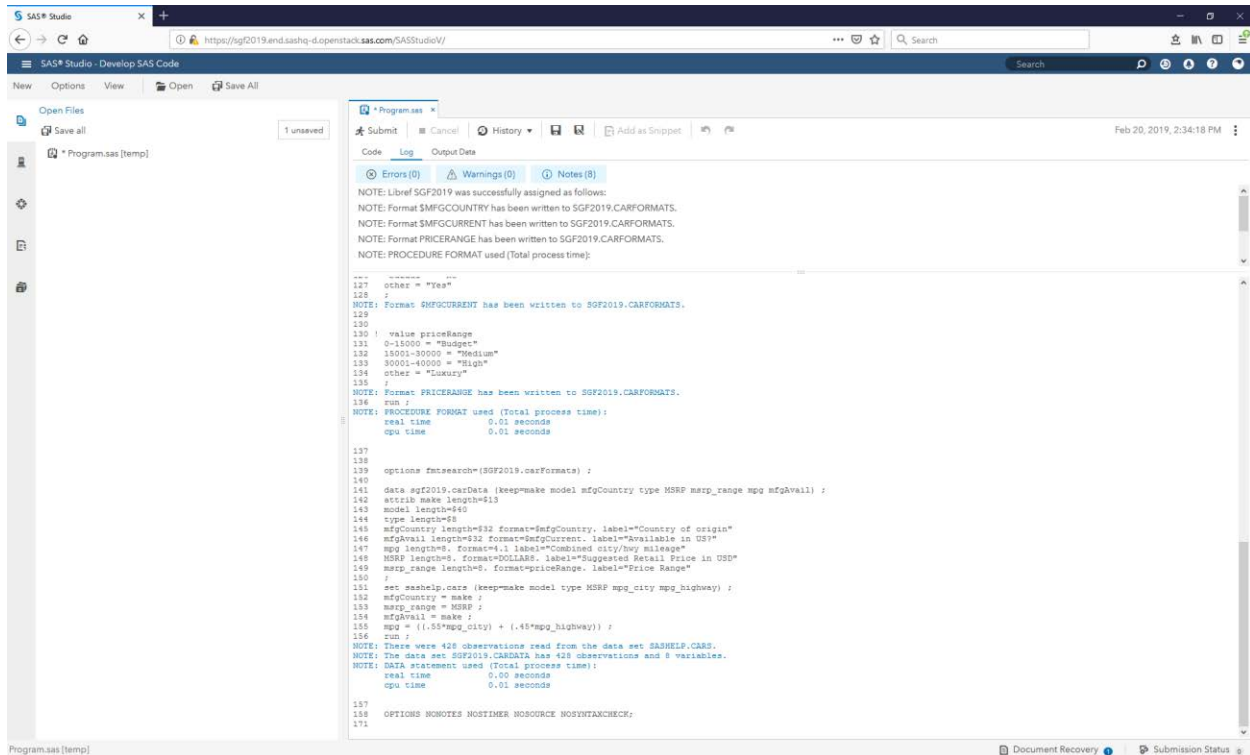 SAS® Studio
https://sgf2019.end.sashq-d.openstack.sas.com/SASStudioV/
Search
SAS® Studio - Develop SAS Code
Search
New Options View Open Save All
Open Files
Save all
1 unsaved
* Program.sas [temp]
* Program.sas
Submit Cancel History Add as Snippet
Feb 20, 2019, 2:34:18 PM
Code Log Output Data
Errors (0) Warnings (0) Notes (8)
NOTE: Libref SGF2019 was successfully assigned as follows:
NOTE: Format $MFGCOUNTRY has been written to SGF2019.CARFORMATS.
NOTE: Format $MFGCURRENT has been written to SGF2019.CARFORMATS.
NOTE: Format PRICERANGE has been written to SGF2019.CARFORMATS.
NOTE: PROCEDURE FORMAT used (Total process time):
127 other = "Yes"
128 ;
NOTE: Format $MFGCURRENT has been written to SGF2019.CARFORMATS.
129
130
130 ! value priceRange
131 0-15000 = "Budget"
132 15001-30000 = "Medium"
133 30001-40000 = "High"
134 other = "Luxury"
135 ;
NOTE: Format PRICERANGE has been written to SGF2019.CARFORMATS.
136 run ;
NOTE: PROCEDURE FORMAT used (Total process time):
real time 0.01 seconds
cpu time 0.01 seconds
137
138
139 options fmtsearch=(SGF2019.carFormats) ;
140
141 data sgf2019.carData (keep=make model mfgCountry type MSRP msrp_range mpg mfgAvail) ;
142 attrib make length=$13
143 model length=$40
144 type length=$8
145 mfgCountry length=$32 format=$mfgCountry. label="Country of origin"
146 mfgAvail length=$32 format=$mfgCurrent. label="Available in US?"
147 mpg length=8. format=4.1 label="Combined city/hwy mileage"
148 MSRP length=8. format=DOLLAR8. label="Suggested Retail Price in USD"
149 msrp_range length=8. format=priceRange. label="Price Range"
150 ;
151 set sashelp.cars (keep=make model type MSRP mpg_city mpg_highway) ;
152 mfgCountry = make ;
153 msrp_range = MSRP ;
154 mfgAvail = make ;
155 mpg = ((.55*mpg_city) + (.45*mpg_highway)) ;
156 run ;
NOTE: There were 428 observations read from the data set SASHELP.CARS.
NOTE: The data set SGF2019.CARDATA has 428 observations and 8 variables.
NOTE: DATA statement used (Total process time):
real time 0.00 seconds
cpu time 0.01 seconds
157
158 OPTIONS NONOTES NOSTIMER NOSOURCE NOSYNTAXCHECK;
171
Program.sas [temp]
Document Recovery 1 Submission Status